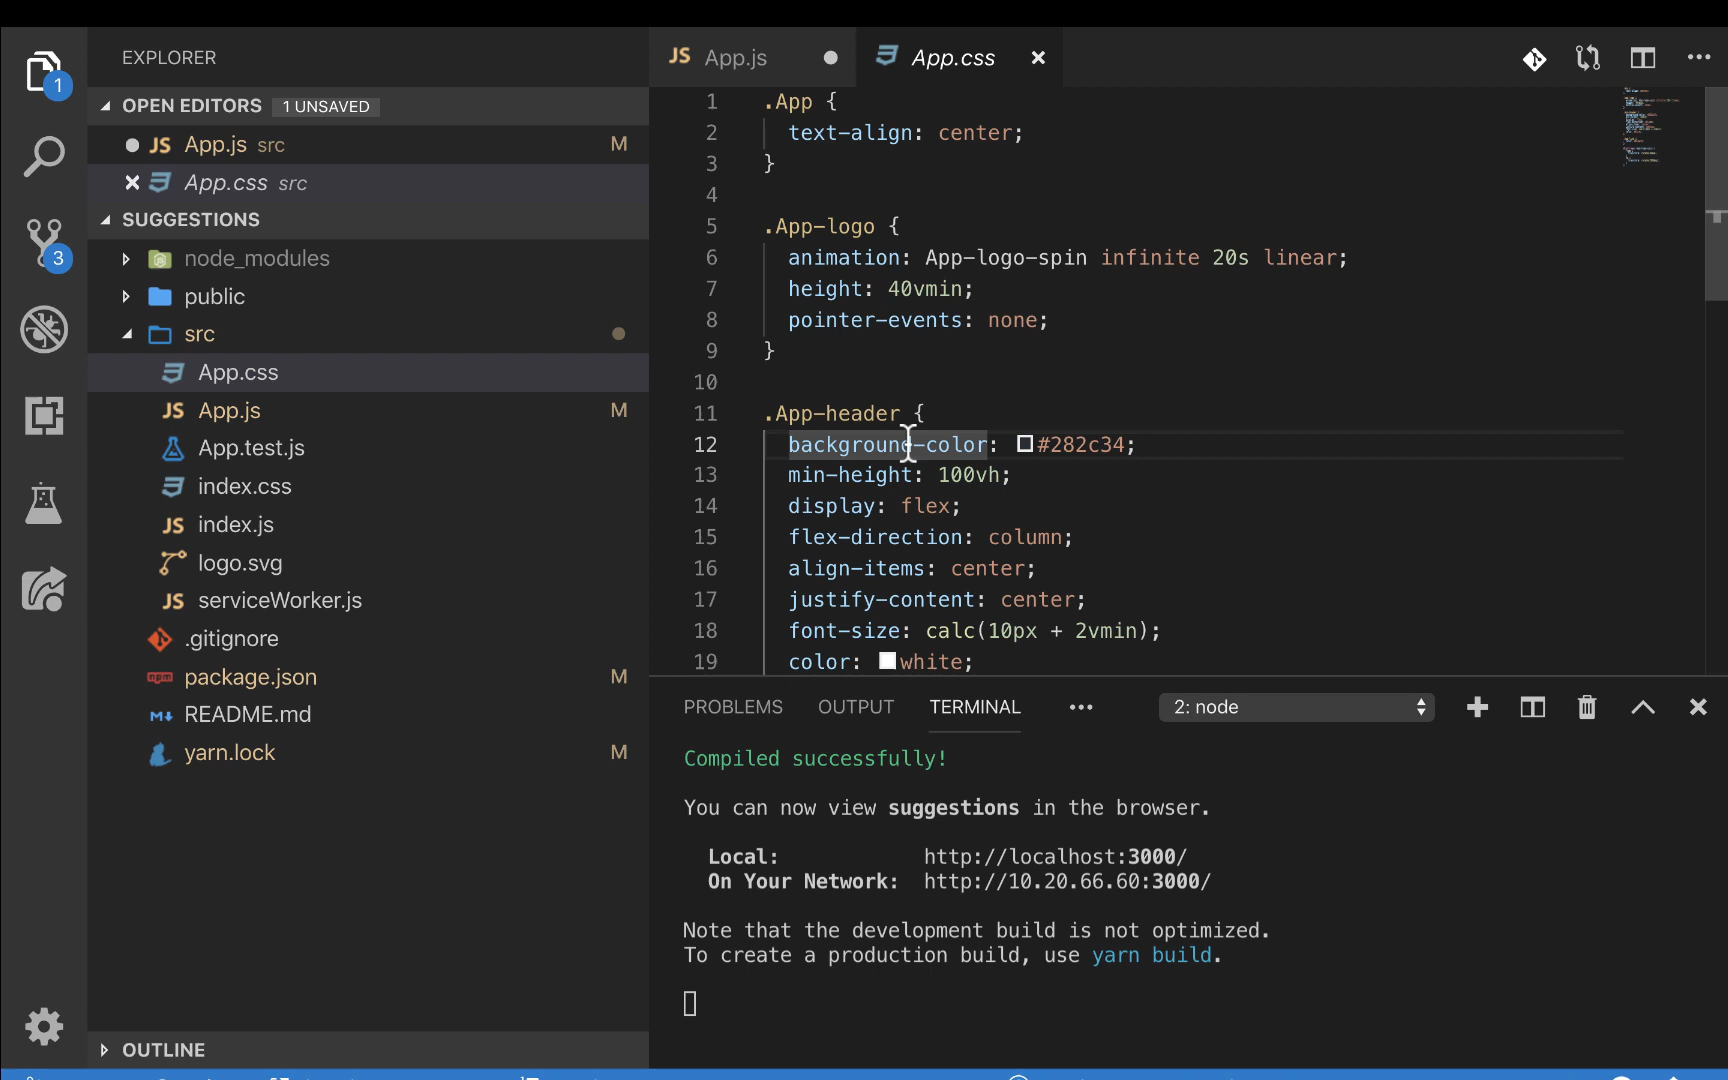 EXPLORER
OPEN EDITORS 1 UNSAVED
JS App.js src M
App.css src
SUGGESTIONS
node_modules
public
src
App.css
JS App.js M
App.test.js
index.css
JS index.js
logo.svg
JS serviceWorker.js
.gitignore
npm package.json M
M↓ README.md
yarn.lock M
OUTLINE
1
3
JS App.js
App.css
1 .App {
2 text-align: center;
3 }
4
5 .App-logo {
6 animation: App-logo-spin infinite 20s linear;
7 height: 40vmin;
8 pointer-events: none;
9 }
10
11 .App-header {
12 background-color: #282c34;
13 min-height: 100vh;
14 display: flex;
15 flex-direction: column;
16 align-items: center;
17 justify-content: center;
18 font-size: calc(10px + 2vmin);
19 color: white;
PROBLEMS OUTPUT TERMINAL ••• 2: node
Compiled successfully!
You can now view suggestions in the browser.
Local: http://localhost:3000/
On Your Network: http://10.20.66.60:3000/
Note that the development build is not optimized.
To create a production build, use yarn build.